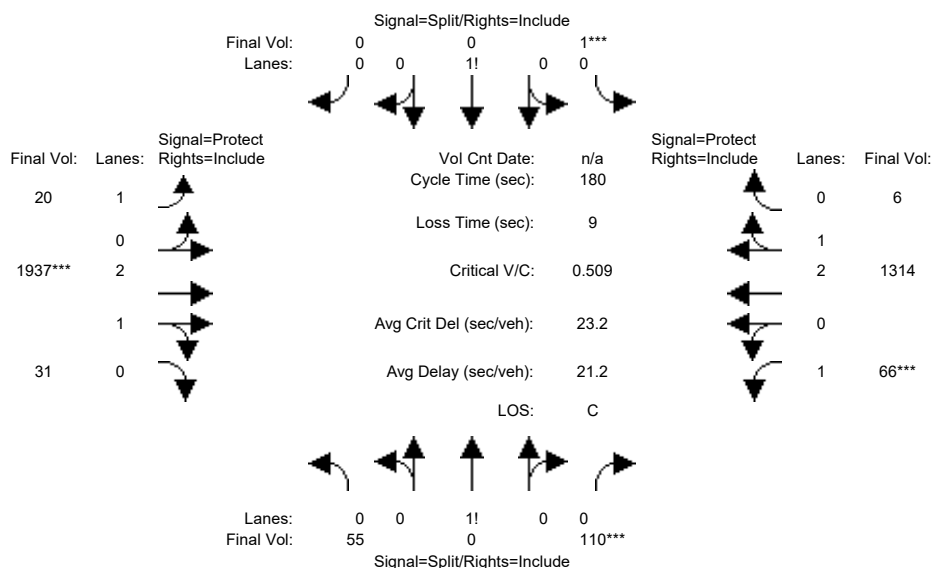 Signal=Split/Rights=Include
Final Vol: 0 0 1***
Lanes: 0 0 1! 0 0
Signal=Protect
Final Vol: Lanes: Rights=Include
Vol Cnt Date: n/a
Signal=Protect
Rights=Include Lanes: Final Vol:
Cycle Time (sec): 180
20 1
0 6
Loss Time (sec): 9
0
1
1937*** 2
Critical V/C: 0.509
2 1314
1
Avg Crit Del (sec/veh): 23.2
0
31 0
Avg Delay (sec/veh): 21.2
1 66***
LOS: C
Lanes: 0 0 1! 0 0
Final Vol: 55 0 110***
Signal=Split/Rights=Include